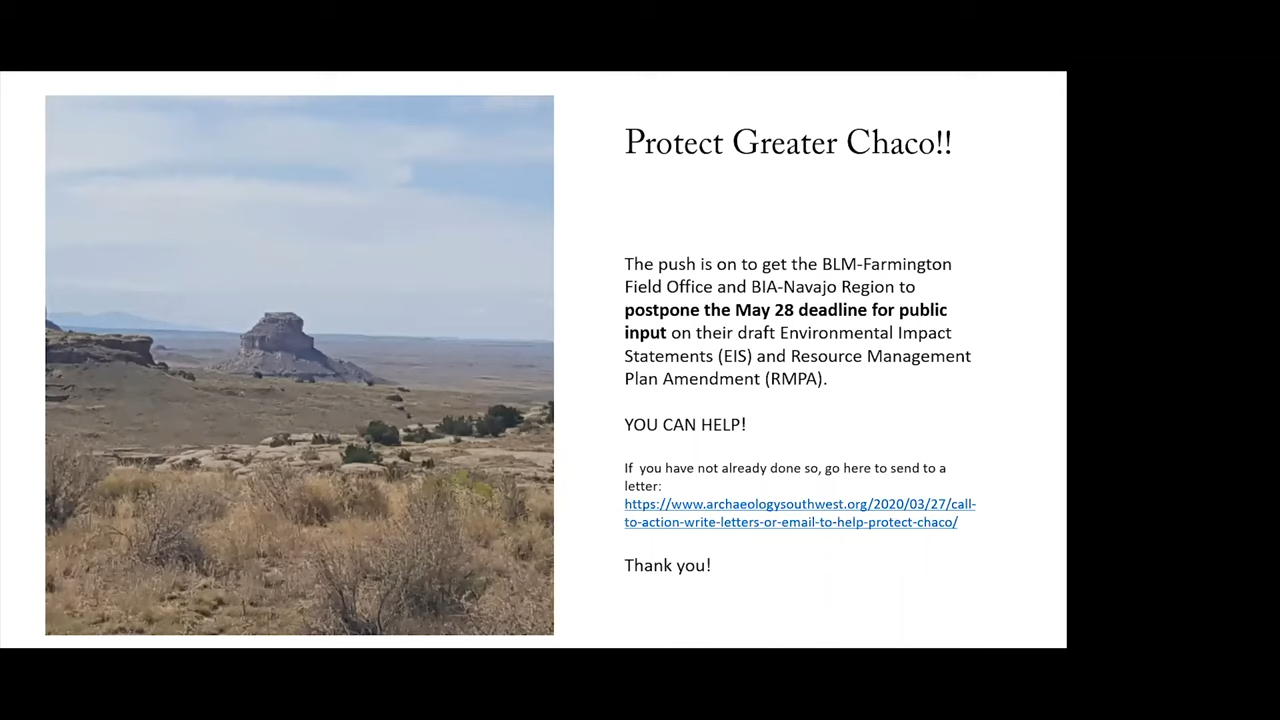 Protect Greater Chaco!!
The push is on to get the BLM-Farmington
Field Office and BIA-Navajo Region to
postpone the May 28 deadline for public
input on their draft Environmental Impact
Statements (EIS) and Resource Management
Plan Amendment (RMPA).
YOU CAN HELP!
If you have not already done so, go here to send to a
letter:
https://www.archaeologysouthwest.org/2020/03/27/call-
to-action-write-letters-or-email-to-help-protect-chaco/
Thank you!